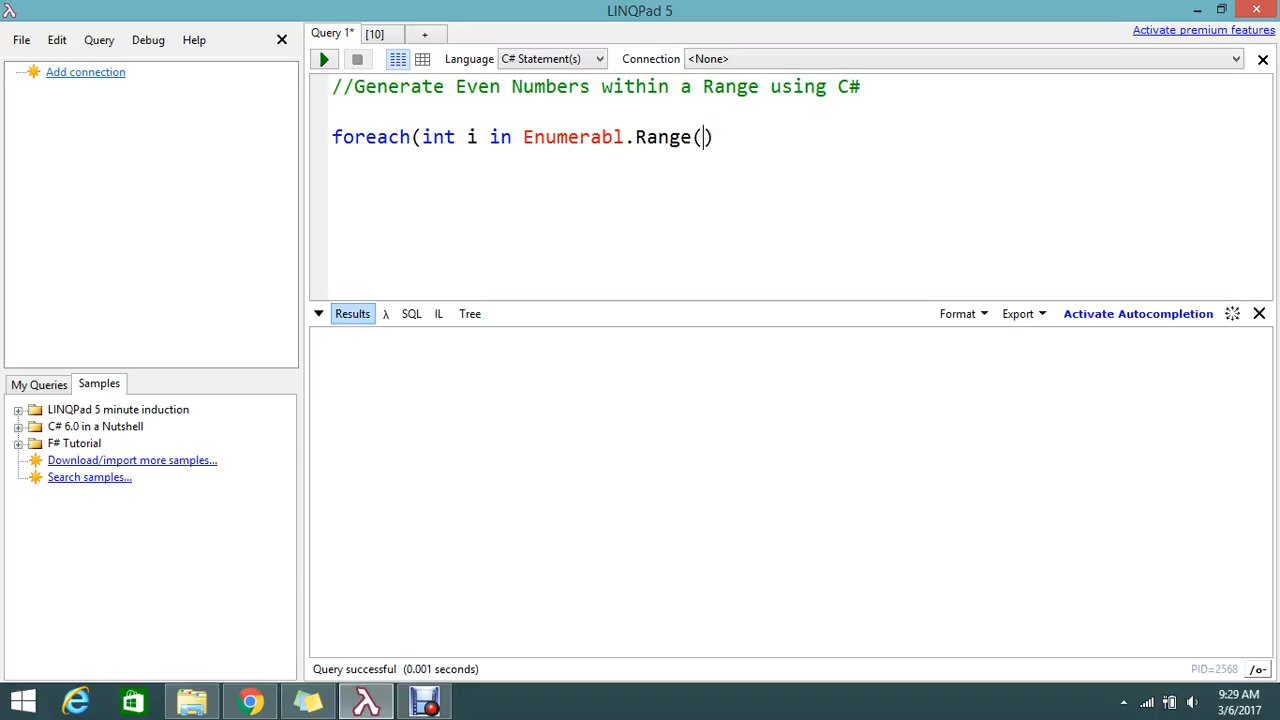 LINQPad 5
File Edit Query Debug Help
Add connection
Query 1* [10] +
Activate premium features
Language C# Statement(s) Connection <None>
//Generate Even Numbers within a Range using C#
foreach(int i in Enumerabl.Range()
Results λ SQL IL Tree
Format Export Activate Autocompletion
My Queries Samples
LINQPad 5 minute induction
C# 6.0 in a Nutshell
F# Tutorial
Download/import more samples...
Search samples...
Query successful (0.001 seconds)
PID=2568 /o-
9:29 AM
3/6/2017